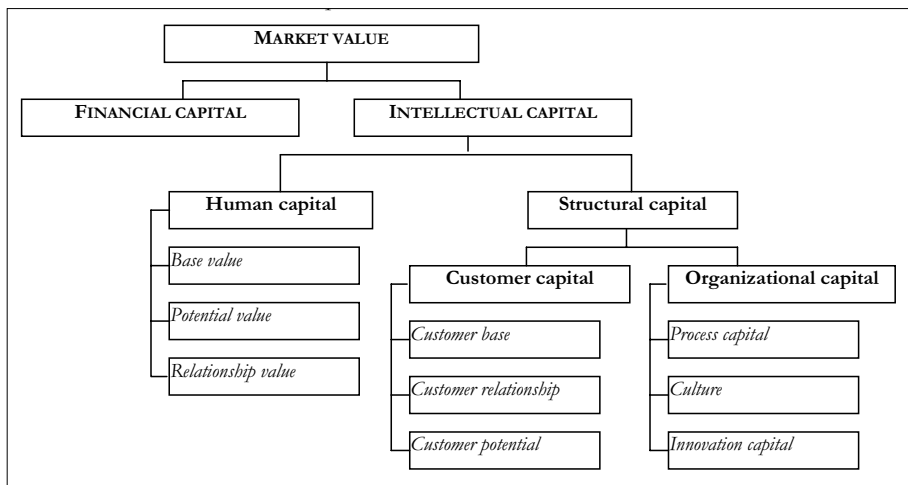 MARKET VALUE
FINANCIAL CAPITAL
INTELLECTUAL CAPITAL
Human capital
Structural capital
Base value
Potential value
Relationship value
Customer capital
Organizational capital
Customer base
Process capital
Customer relationship
Culture
Customer potential
Innovation capital